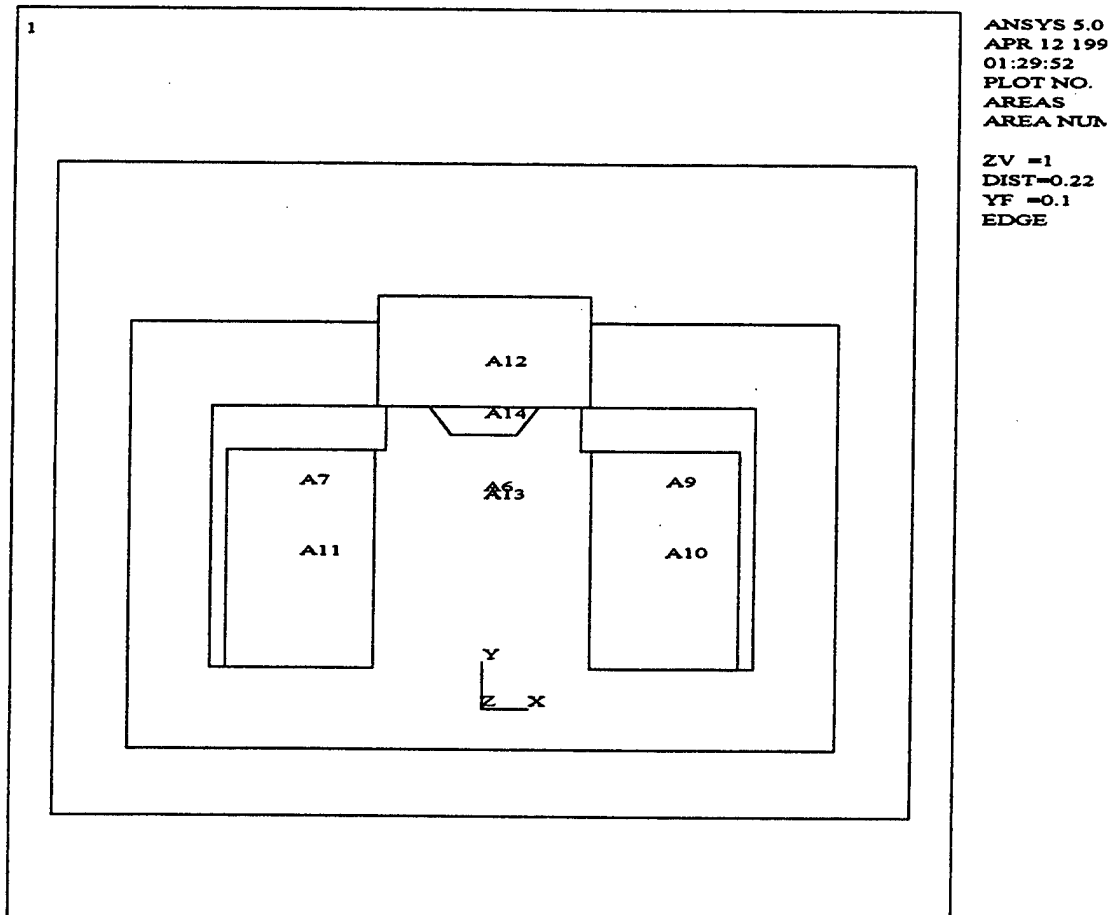 1
ANSYS 5.0
APR 12 199
01:29:52
PLOT NO.
AREAS
AREA NUM
ZV =1
DIST=0.22
YF =0.1
EDGE
A12
A14
A7
A6
A13
A9
A11
A10
Y
Z X